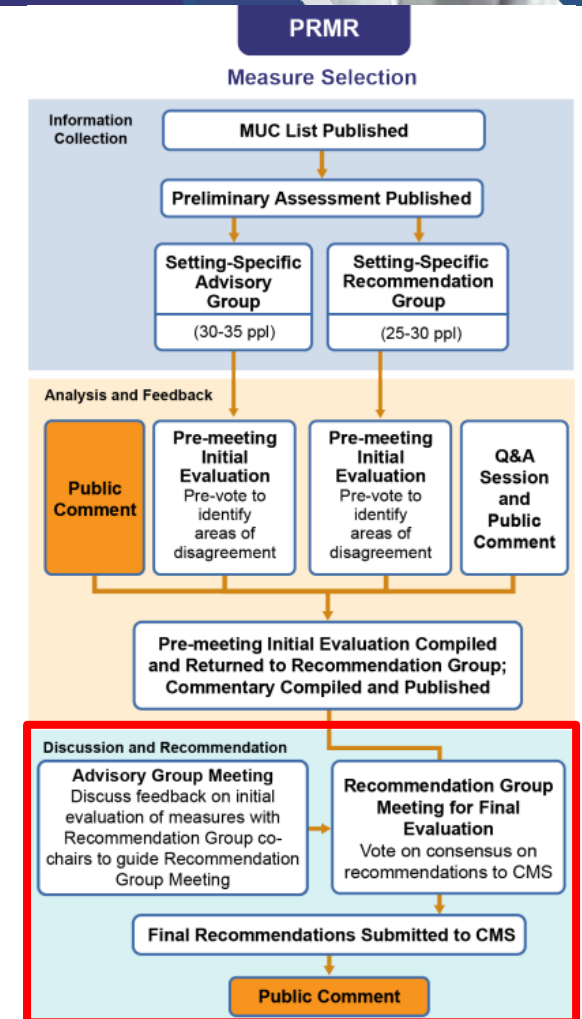 PRMR
Measure Selection
Information
Collection
MUC List Published
Preliminary Assessment Published
Setting-Specific
Advisory
Group
(30-35 ppl)
Setting-Specific
Recommendation
Group
(25-30 ppl)
Analysis and Feedback
Public
Comment
Pre-meeting
Initial
Evaluation
Pre-vote to
identify
areas of
disagreement
Pre-meeting
Initial
Evaluation
Pre-vote to
identify
areas of
disagreement
Q&A
Session
and
Public
Comment
Pre-meeting Initial Evaluation Compiled
and Returned to Recommendation Group;
Commentary Compiled and Published
Discussion and Recommendation
Advisory Group Meeting
Discuss feedback on initial
evaluation of measures with
Recommendation Group co-
chairs to guide Recommendation
Group Meeting
Recommendation Group
Meeting for Final
Evaluation
Vote on consensus on
recommendations to CMS
Final Recommendations Submitted to CMS
Public Comment